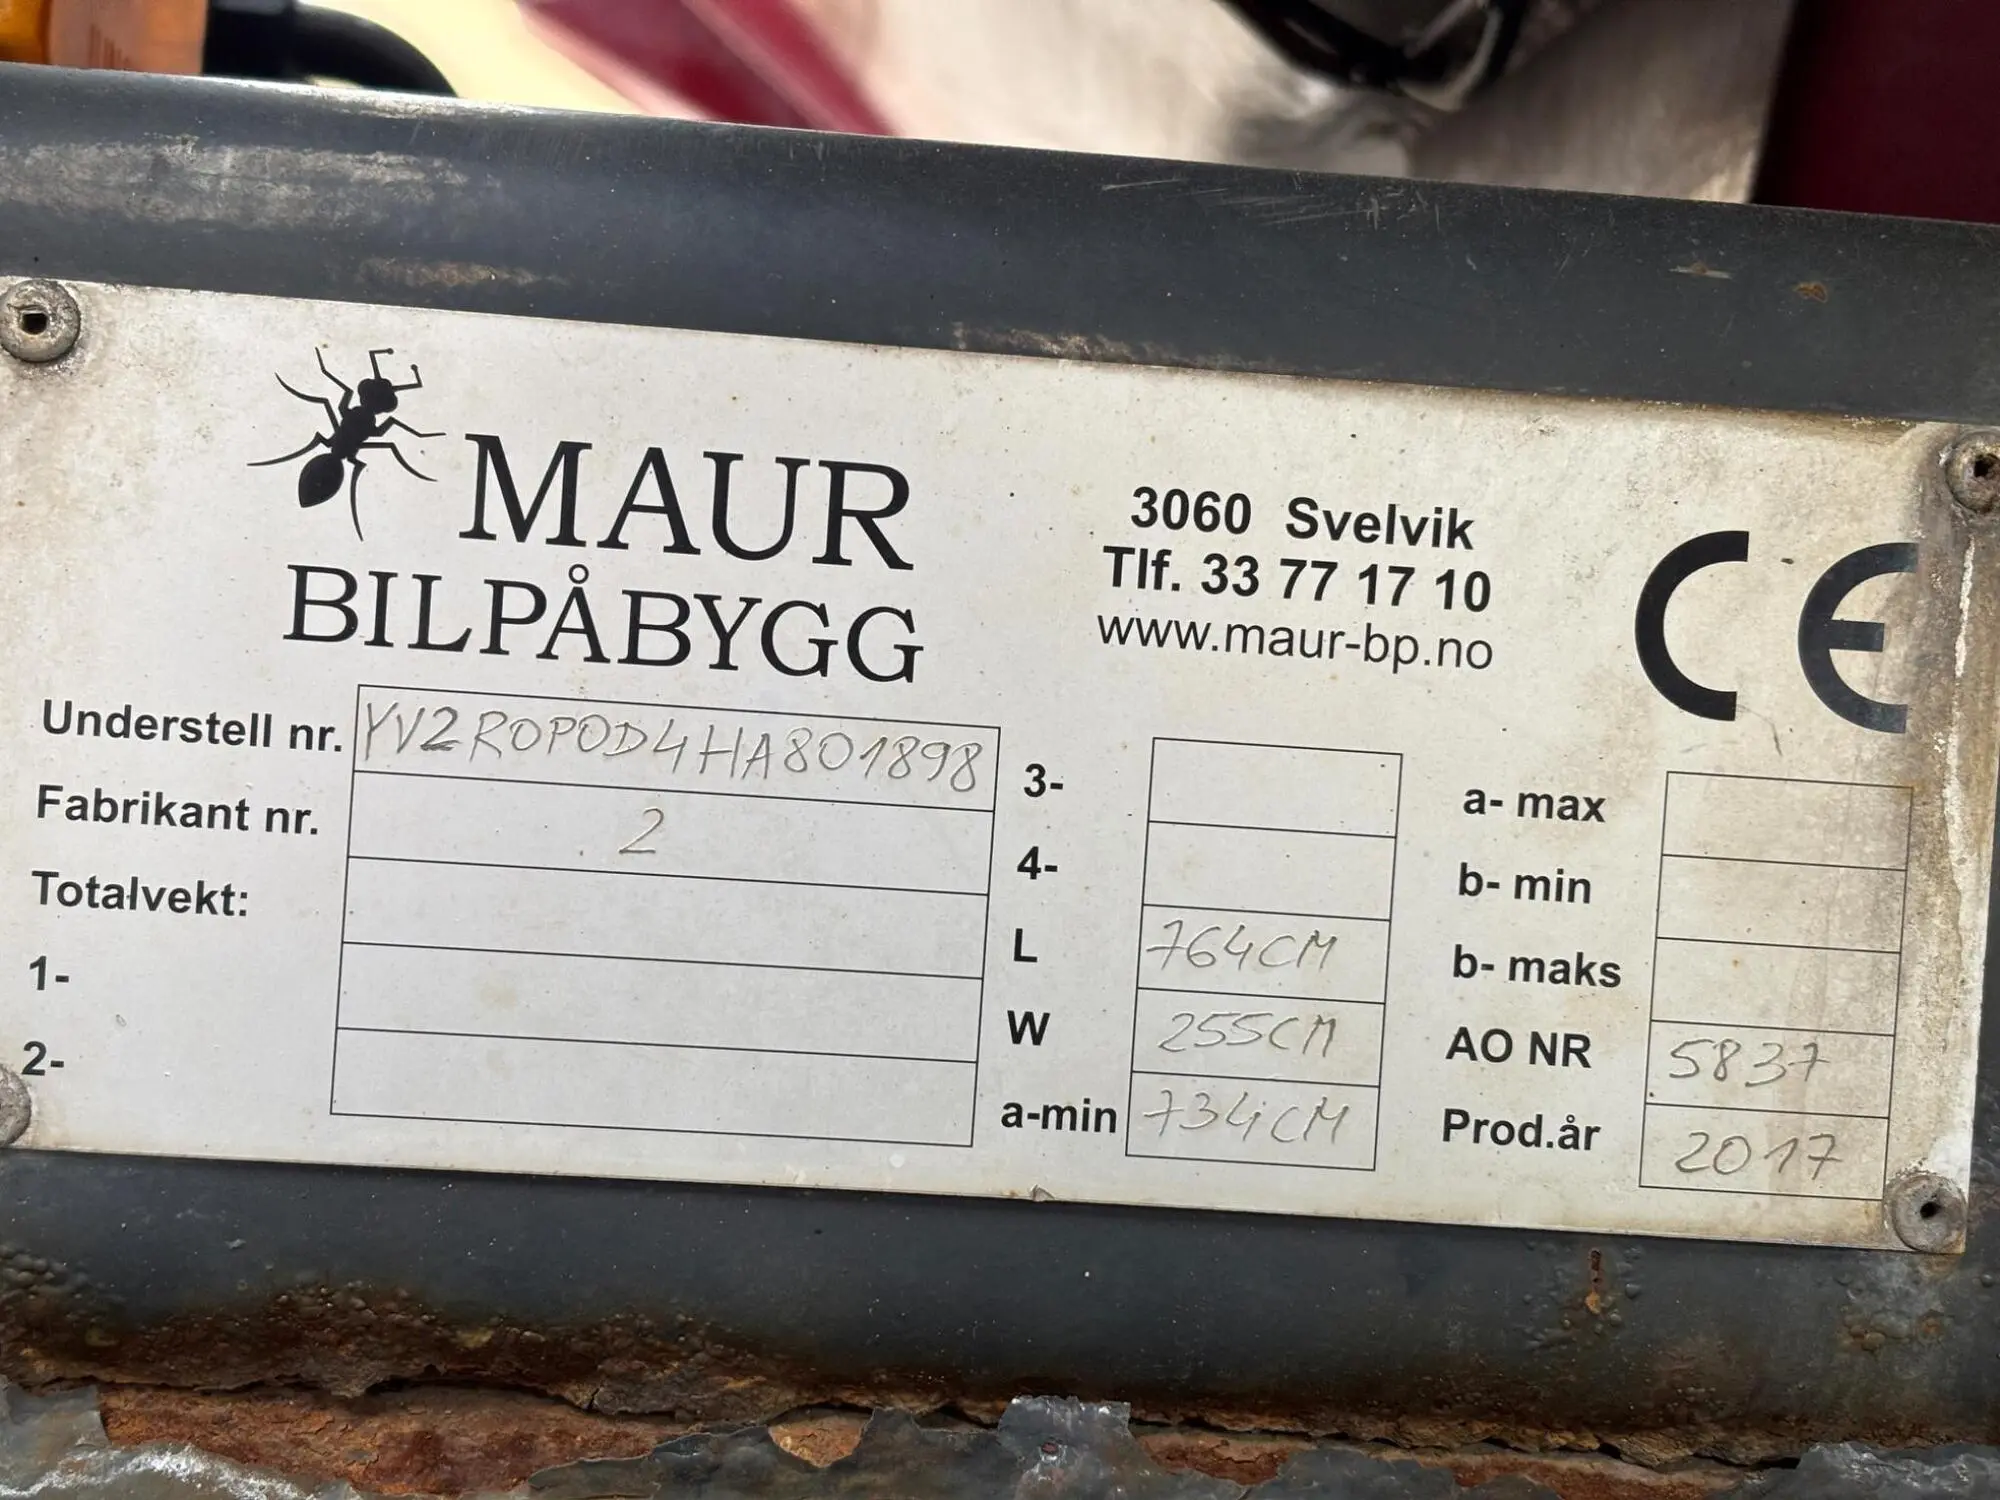 MAUR
BILPÅBYGG
3060 Svelvik
Tlf. 33 77 17 10
www.maur-bp.no
CE
Understell nr. YV2ROPOD4HA801898
Fabrikant nr. 2
Totalvekt:
1-
2-
3-
4-
L 764CM
W 255CM
a-min 734CM
a- max
b- min
b- maks
AO NR 5837
Prod.år 2017